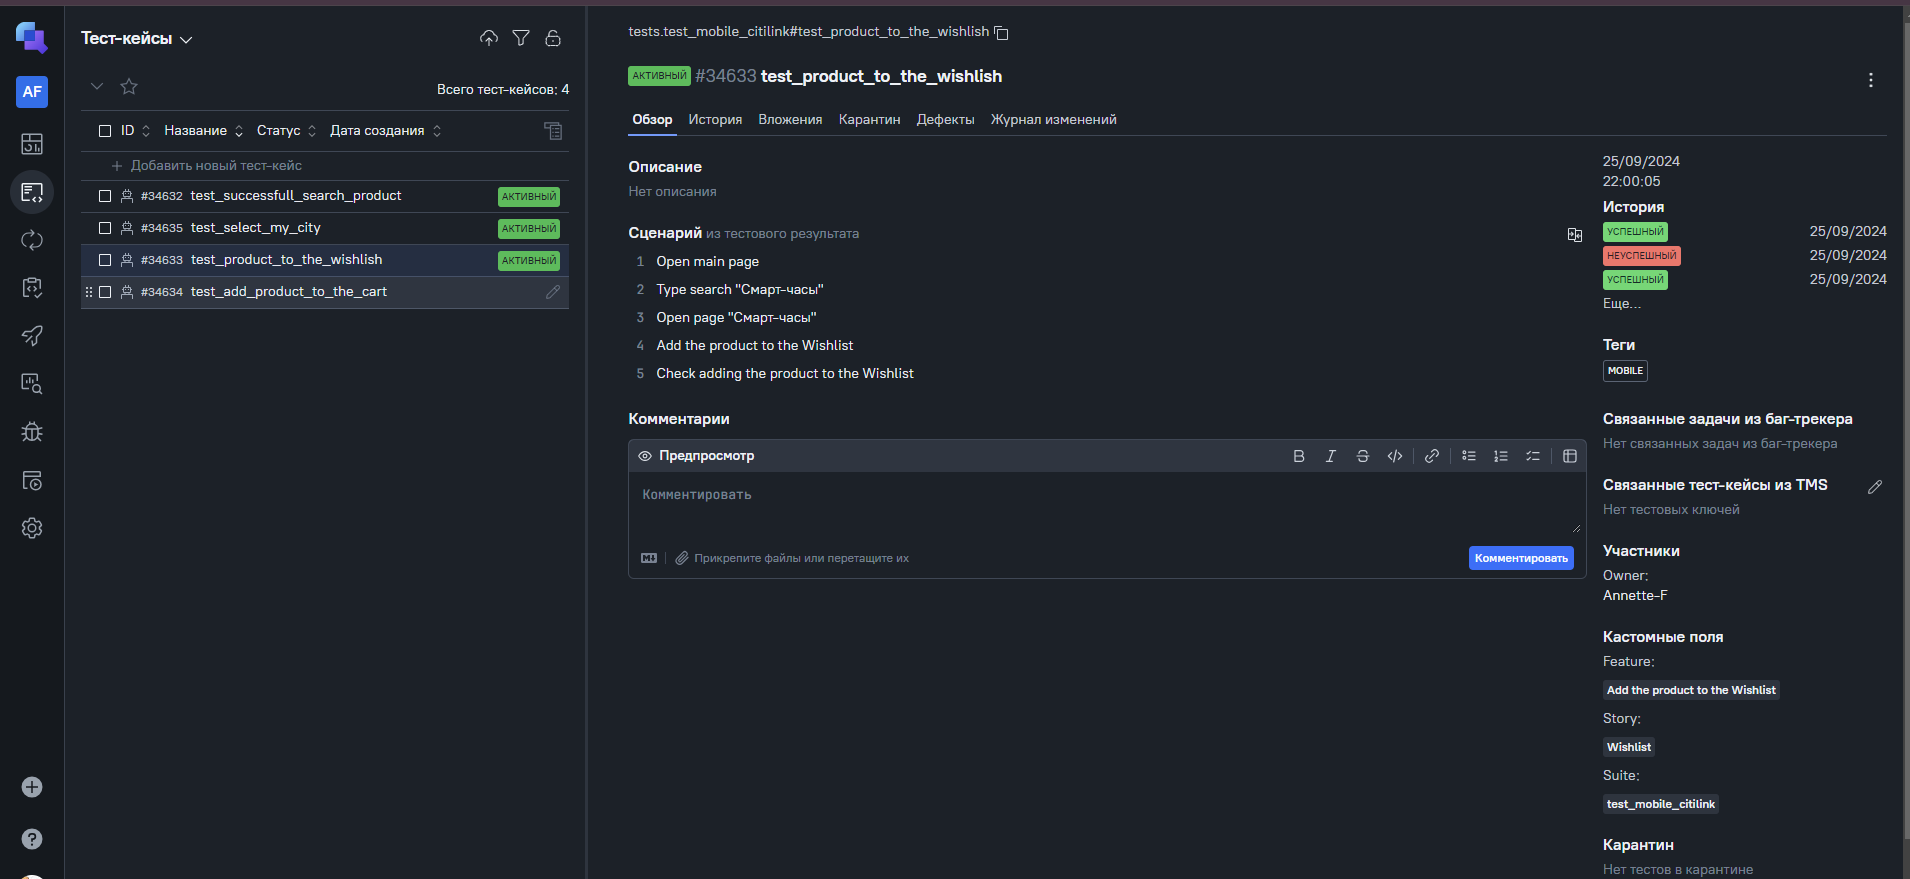 Тест-кейсы
AF
Всего тест-кейсов: 4
ID Название Статус Дата создания
Добавить новый тест-кейс
#34632 test_successfull_search_product АКТИВНЫЙ
#34635 test_select_my_city АКТИВНЫЙ
#34633 test_product_to_the_wishlist АКТИВНЫЙ
#34634 test_add_product_to_the_cart
tests.test_mobile_citilink#test_product_to_the_wishlish
АКТИВНЫЙ #34633 test_product_to_the_wishlish
Обзор История Вложения Карантин Дефекты Журнал изменений
Описание
Нет описания
Сценарий из тестового результата
1 Open main page
2 Type search "Смарт-часы"
3 Open page "Смарт-часы"
4 Add the product to the Wishlist
5 Check adding the product to the Wishlist
Комментарии
Предпросмотр
Комментировать
Прикрепите файлы или перетащите их
Комментировать
25/09/2024
22:00:05
История
УСПЕШНЫЙ 25/09/2024
НЕУСПЕШНЫЙ 25/09/2024
УСПЕШНЫЙ 25/09/2024
Еще...
Теги
MOBILE
Связанные задачи из баг-трекера
Нет связанных задач из баг-трекера
Связанные тест-кейсы из TMS
Нет тестовых ключей
Участники
Owner:
Annette-F
Кастомные поля
Feature:
Add the product to the Wishlist
Story:
Wishlist
Suite:
test_mobile_citilink
Карантин
Нет тестов в карантине